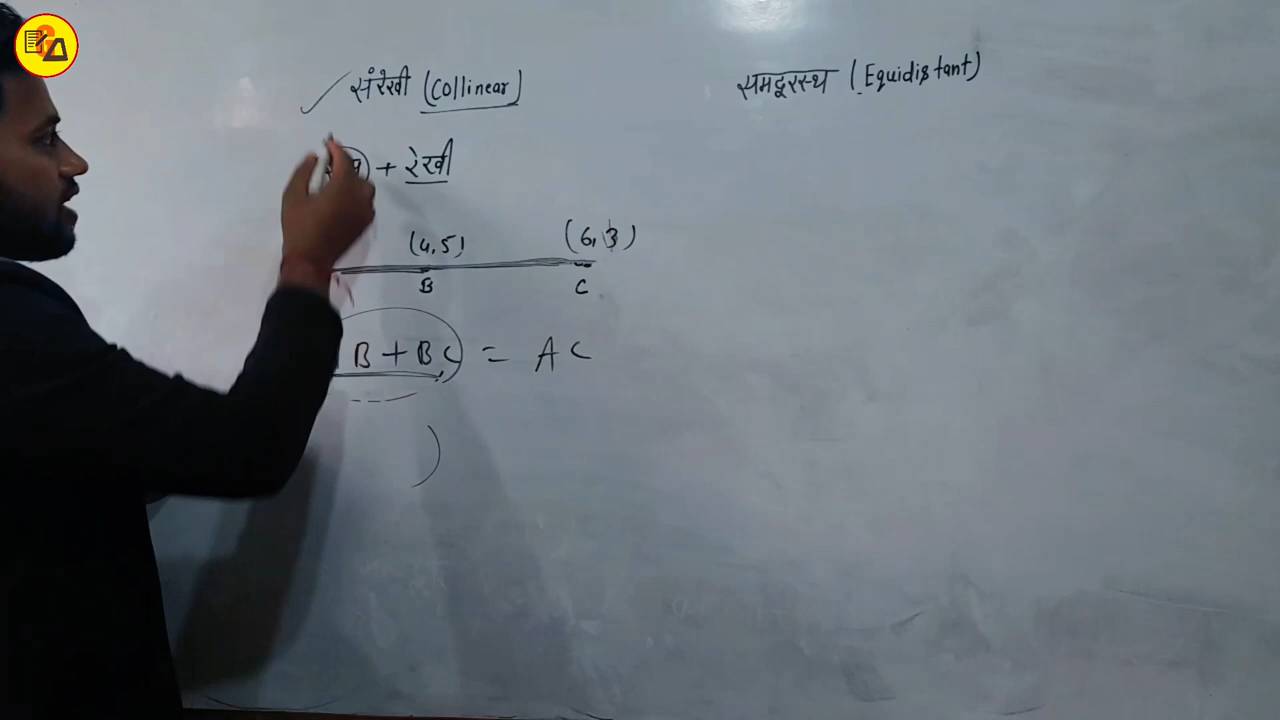 संरेखी (Collinear)
समदूरस्थ (Equidistant)
+ रेखी
(4,5) (6,3)
B C
B + BC = AC
)